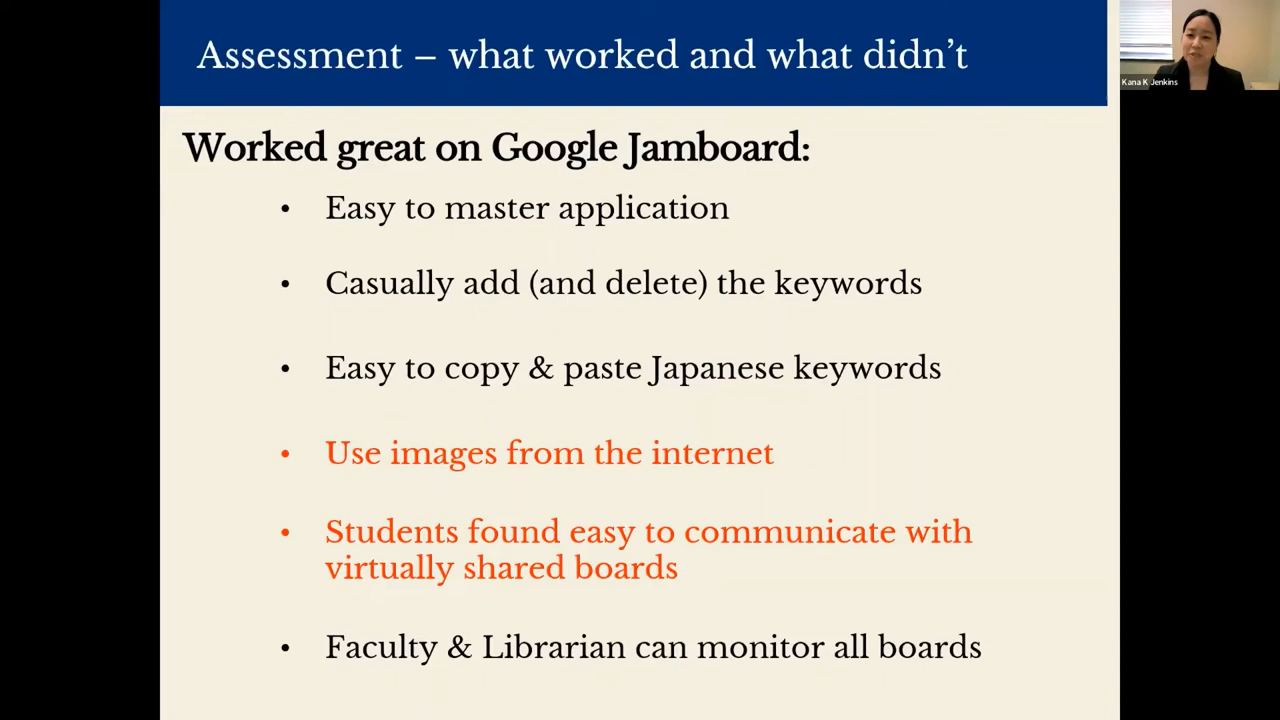 Assessment – what worked and what didn’t
Kana K Jenkins
Worked great on Google Jamboard:
• Easy to master application
• Casually add (and delete) the keywords
• Easy to copy & paste Japanese keywords
• Use images from the internet
• Students found easy to communicate with
virtually shared boards
• Faculty & Librarian can monitor all boards